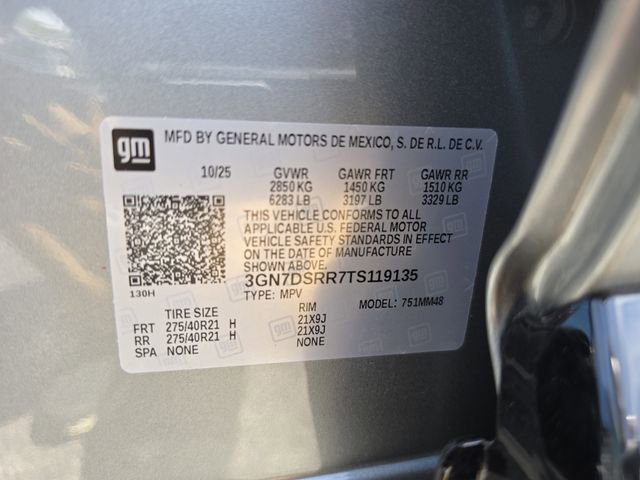 gm MFD BY GENERAL MOTORS DE MEXICO, S. DE R.L. DE C.V.
10/25 GVWR GAWR FRT GAWR RR
2850 KG 1450 KG 1510 KG
6283 LB 3197 LB 3329 LB
THIS VEHICLE CONFORMS TO ALL
APPLICABLE U.S. FEDERAL MOTOR
VEHICLE SAFETY STANDARDS IN EFFECT
ON THE DATE OF MANUFACTURE
SHOWN ABOVE.
3GN7DSRR7TS119135
130H
TYPE: MPV MODEL: 751MM48
TIRE SIZE RIM
FRT 275/40R21 H 21X9J
RR 275/40R21 H 21X9J
SPA NONE NONE